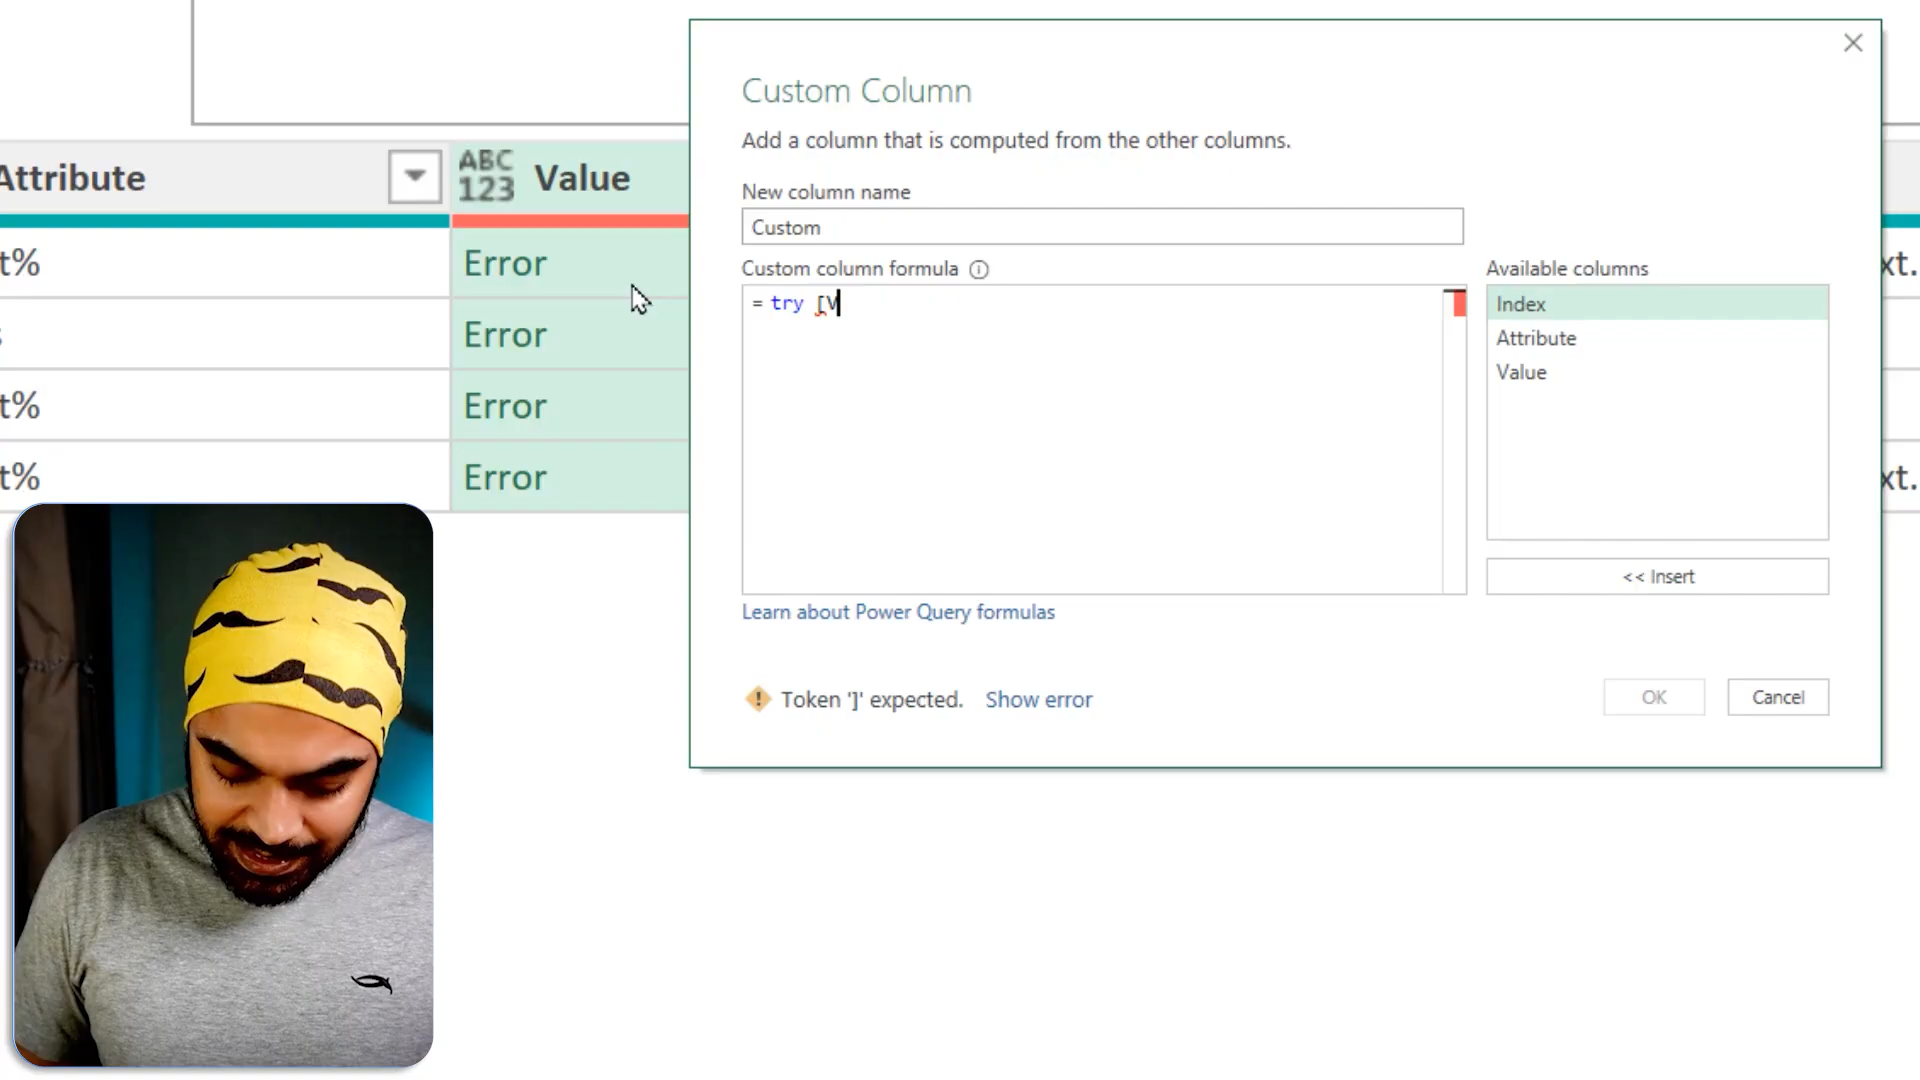 Custom Column
Add a column that is computed from the other columns.
Attribute
ABC
123
Value
New column name
Custom
Custom column formula
Available columns
t%
Error
xt.
= try [V
Index
Error
Attribute
Value
t%
Error
t%
Error
xt.
<< Insert
Learn about Power Query formulas
Token ']' expected. Show error
OK
Cancel